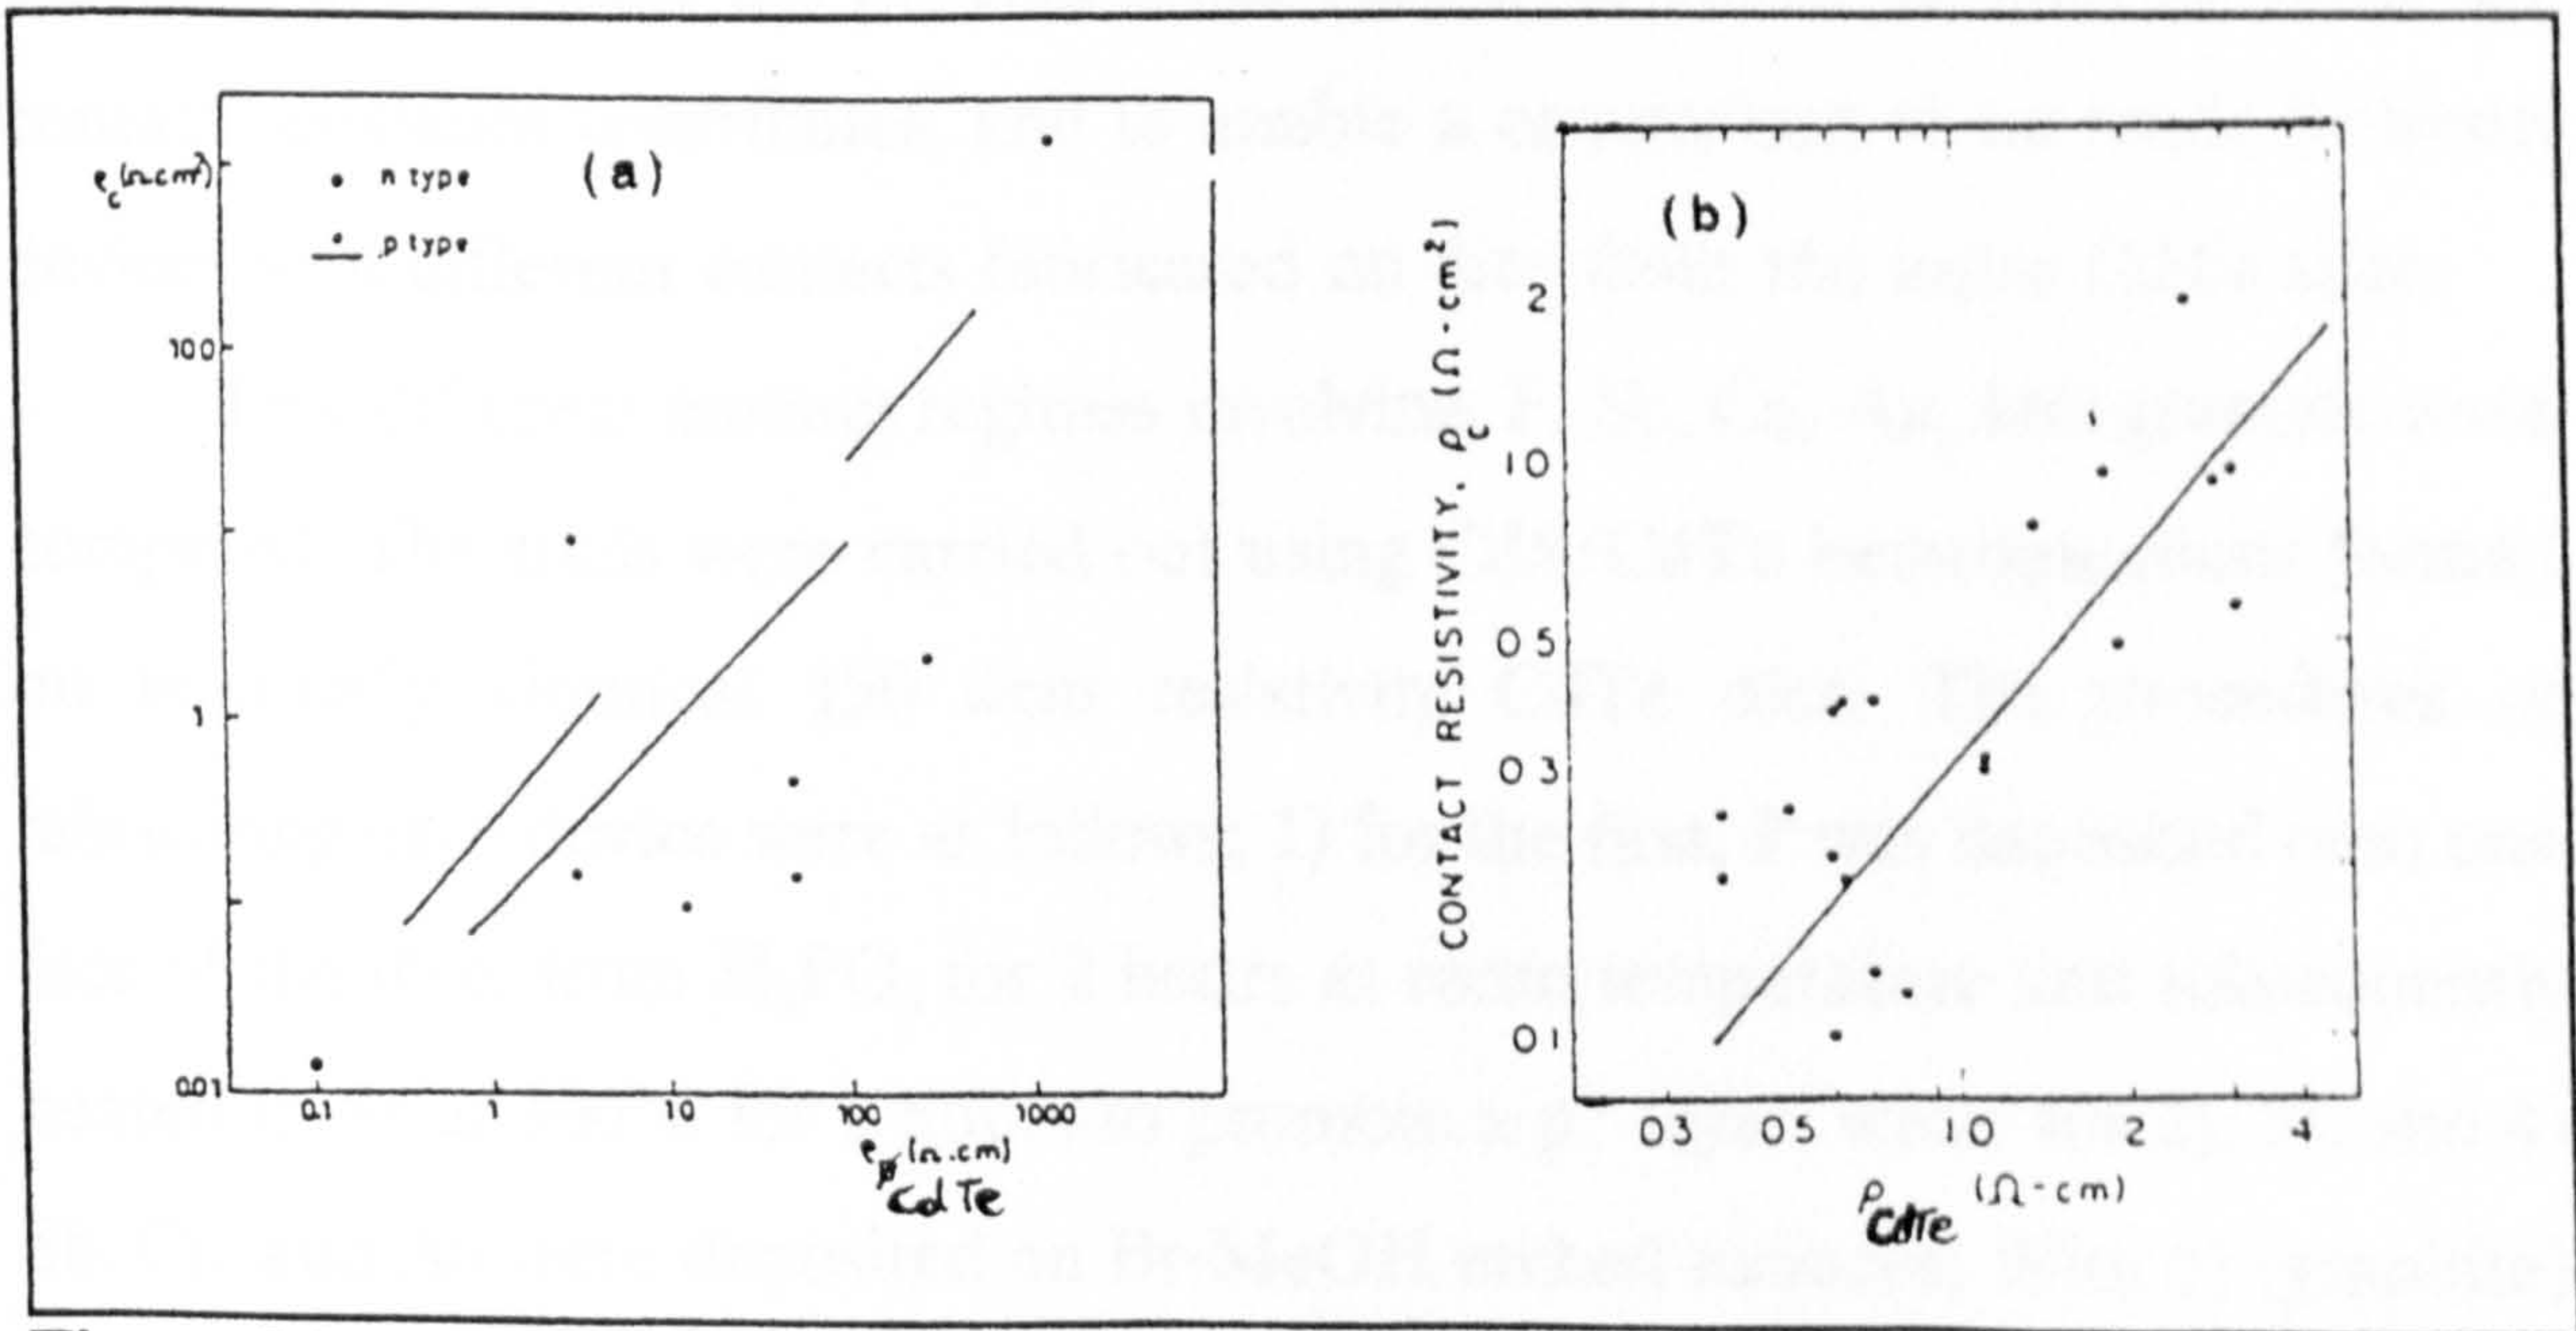 (a)
ρc (Ω.cm²)
• n type
• p type
100
1
0.01
0.1 1 10 100 1000
ρ (Ω.cm)
CdTe
(b)
CONTACT RESISTIVITY, ρc (Ω·cm²)
2
1 0
0 5
0 3
0 1
0 3 0 5 1 0 2 4
ρ CdTe (Ω-cm)